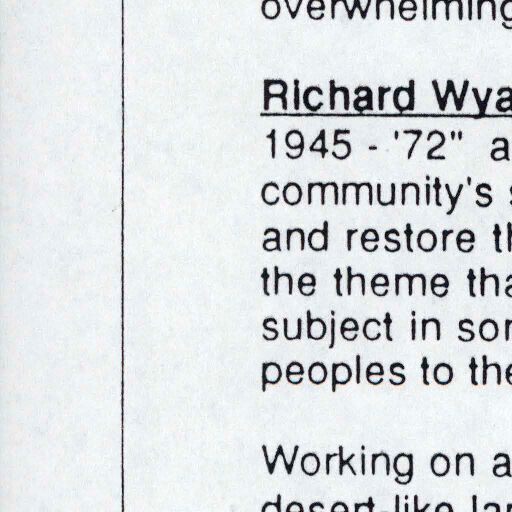 overwhelming
Richard Wya
1945 - '72" a
community's s
and restore th
the theme tha
subject in sor
peoples to the
Working on a
desert-like lar